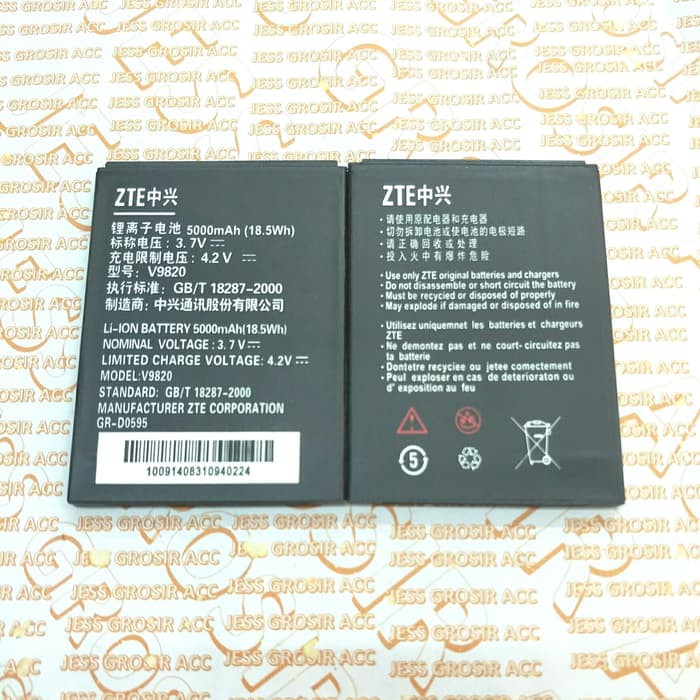 ZTE中兴
锂离子电池 5000mAh (18.5Wh)
标称电压: 3.7V
充电限制电压: 4.2V
型号: V9820
执行标准: GB/T 18287-2000
制造商: 中兴通讯股份有限公司
Li-ION BATTERY 5000mAh(18.5Wh)
NOMINAL VOLTAGE: 3.7V
LIMITED CHARGE VOLTAGE: 4.2V
MODEL:V9820
STANDARD: GB/T 18287-2000
MANUFACTURER ZTE CORPORATION
GR-D0595
10091408310940224
ZTE中兴
· 请使用原配电器和充电器
· 切勿拆卸电池或使电池的电极短路
· 请正确回收或处理
· 投入火中有爆炸危险
• Use only ZTE original batteries and chargers
• Do not disassemble or short circuit the battery
• Must be recycled or disposed of properly
• May explode if damaged or disposed of in fire
• Utilisez uniquemnet les batteries et chargeurs
ZTE
• Ne demontez pas et ne court-circuitez pas
ta batterie
• Dontetre recycliee ou jetee comectement
• Peul exploser en cas de deterioraton ou
d' exposition au feu
5
JESS GROSIR ACC